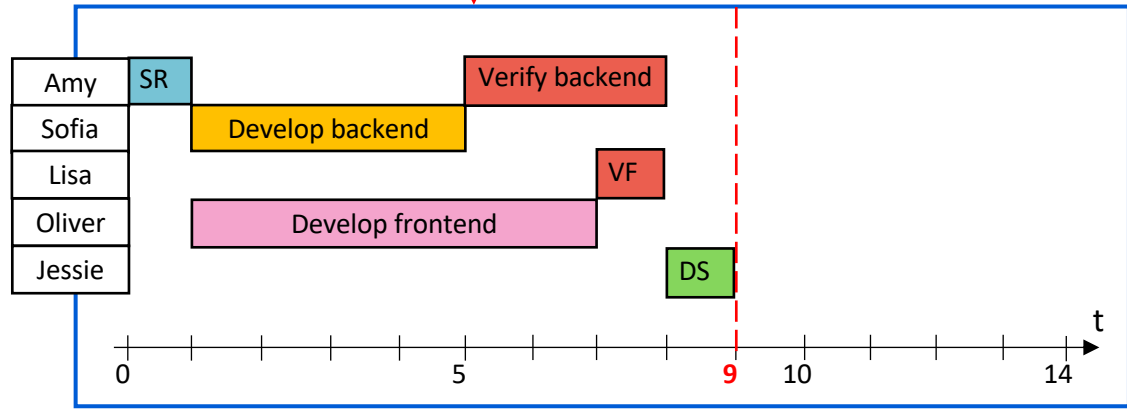 Amy SR Verify backend
Sofia Develop backend
Lisa VF
Oliver Develop frontend
Jessie DS
t
0 5 9 10 14